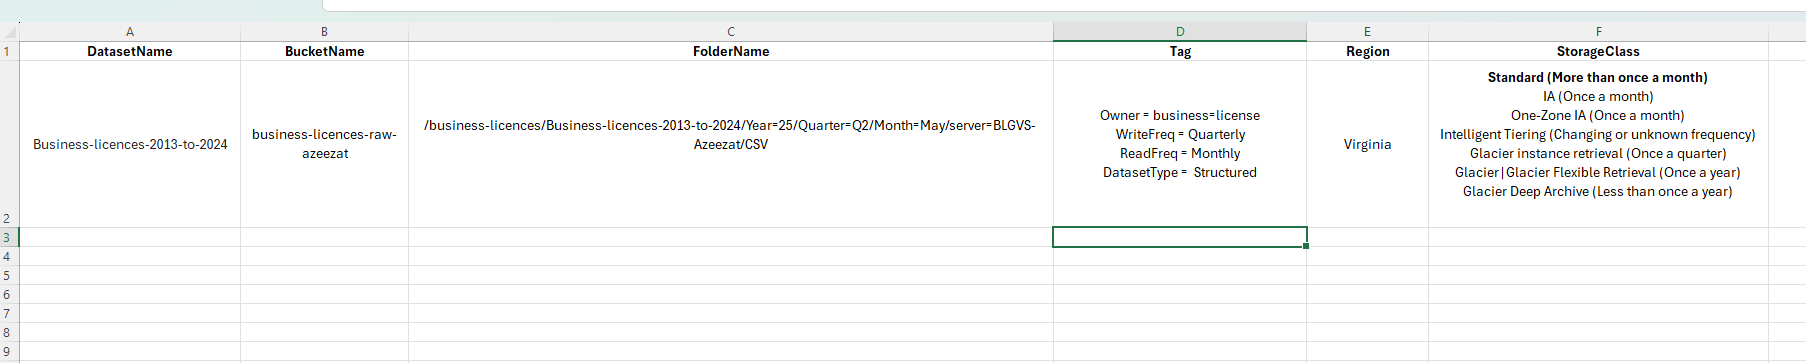 A B C D E F
1 DatasetName BucketName FolderName Tag Region StorageClass
2 Business-licences-2013-to-2024
business-licences-raw-
azeezat
/business-licences/Business-licences-2013-to-2024/Year=25/Quarter=Q2/Month=May/server=BLGVS-
Azeezat/CSV
Owner = business=license
WriteFreq = Quarterly
ReadFreq = Monthly
DatasetType = Structured
Virginia
Standard (More than once a month)
IA (Once a month)
One-Zone IA (Once a month)
Intelligent Tiering (Changing or unknown frequency)
Glacier instance retrieval (Once a quarter)
Glacier|Glacier Flexible Retrieval (Once a year)
Glacier Deep Archive (Less than once a year)
3
4
5
6
7
8
9